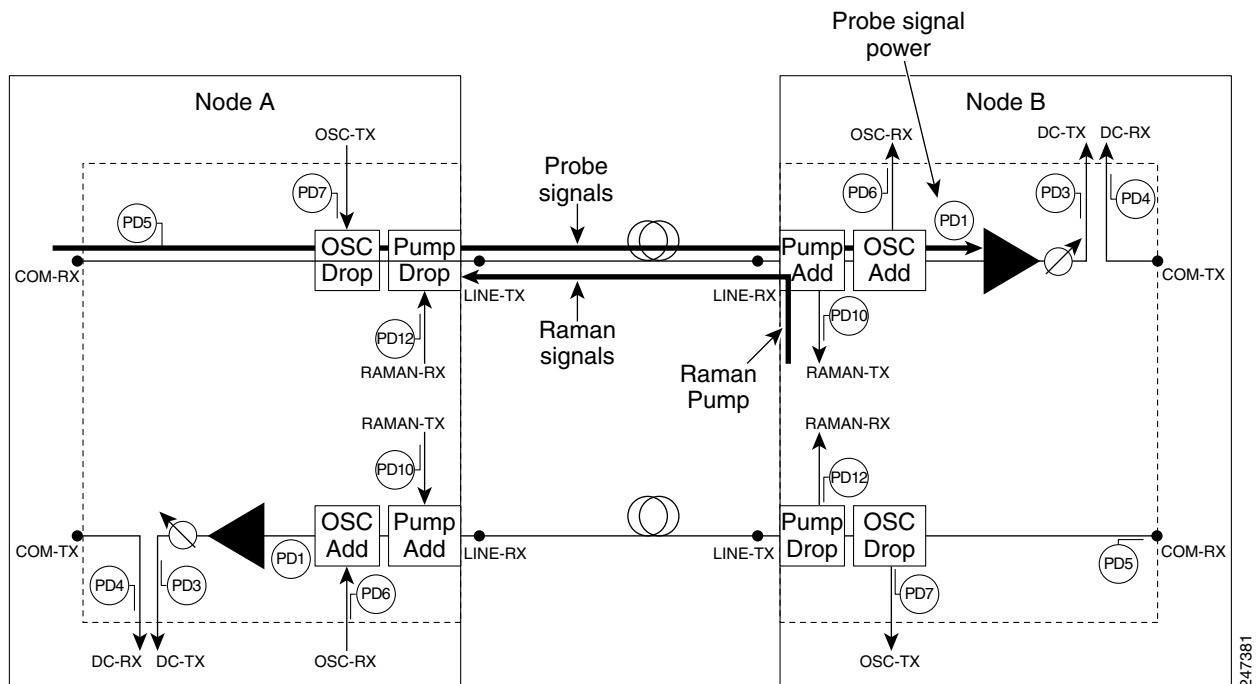 Probe signal
power
Node A
Node B
OSC-TX
OSC-RX
DC-TX
DC-RX
Probe
signals
PD7
PD6
PD3
PD4
PD5
PD1
OSC
Drop
Pump
Drop
Pump
Add
OSC
Add
COM-RX
LINE-TX
LINE-RX
COM-TX
PD12
PD10
Raman
signals
RAMAN-RX
Raman
Pump
RAMAN-TX
RAMAN-TX
RAMAN-RX
PD10
PD12
OSC
Add
Pump
Add
Pump
Drop
OSC
Drop
COM-TX
PD1
LINE-RX
LINE-TX
PD5
COM-RX
PD4
PD3
PD6
PD7
DC-RX
DC-TX
OSC-RX
OSC-TX
247381